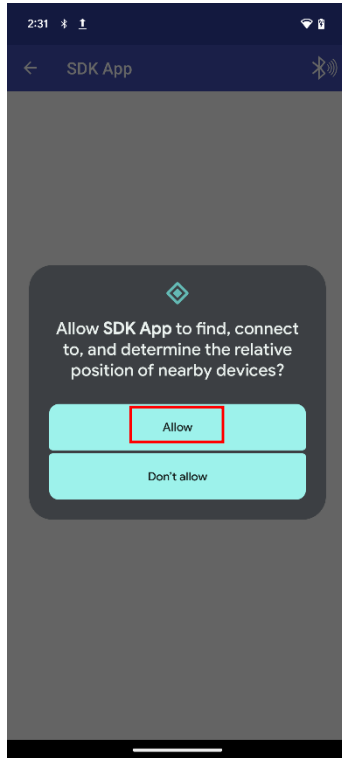 2:31
SDK App
Allow SDK App to find, connect
to, and determine the relative
position of nearby devices?
Allow
Don't allow